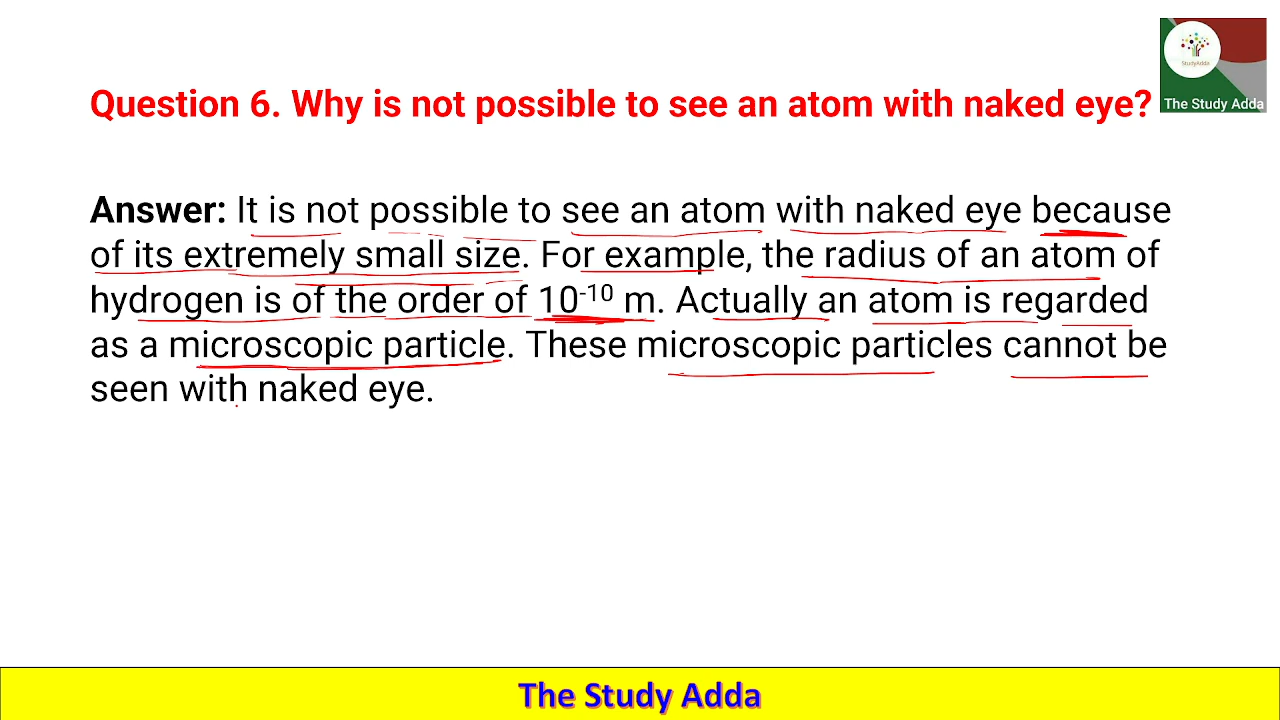 StudyAdda
The Study Adda
Question 6. Why is not possible to see an atom with naked eye?
Answer: It is not possible to see an atom with naked eye because
of its extremely small size. For example, the radius of an atom of
hydrogen is of the order of 10⁻¹⁰ m. Actually an atom is regarded
as a microscopic particle. These microscopic particles cannot be
seen with naked eye.
The Study Adda